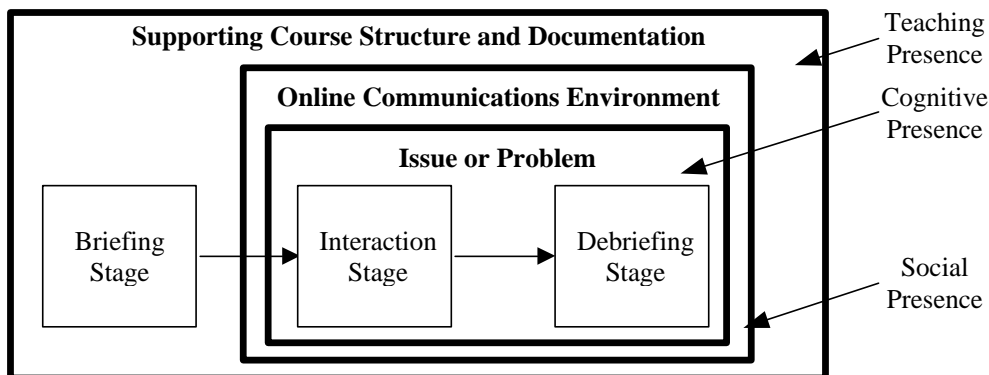 Supporting Course Structure and Documentation
Teaching
Presence
Online Communications Environment
Cognitive
Presence
Issue or Problem
Briefing
Stage
Interaction
Stage
Debriefing
Stage
Social
Presence